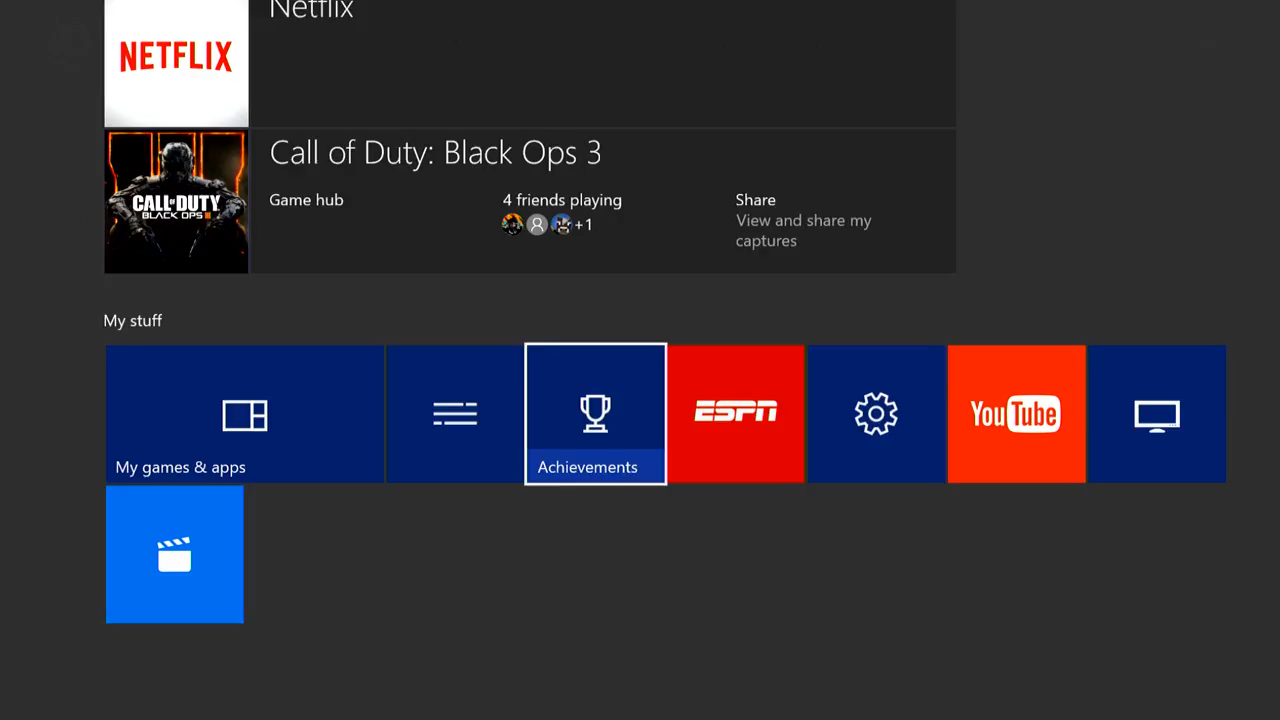 Netflix
NETFLIX
Call of Duty: Black Ops 3
CALL OF DUTY
BLACK OPS III
Game hub
4 friends playing
+1
Share
View and share my
captures
My stuff
My games & apps
Achievements
ESPN
YouTube